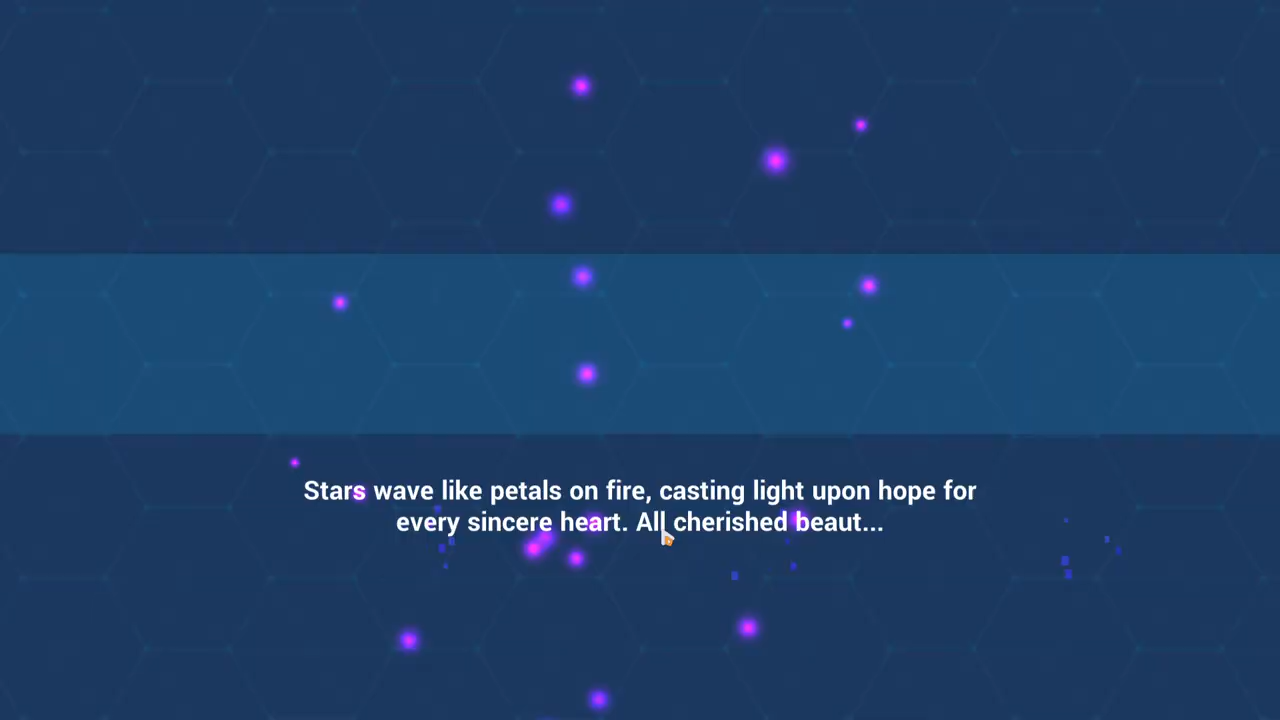 Stars wave like petals on fire, casting light upon hope for
every sincere heart. All cherished beaut...